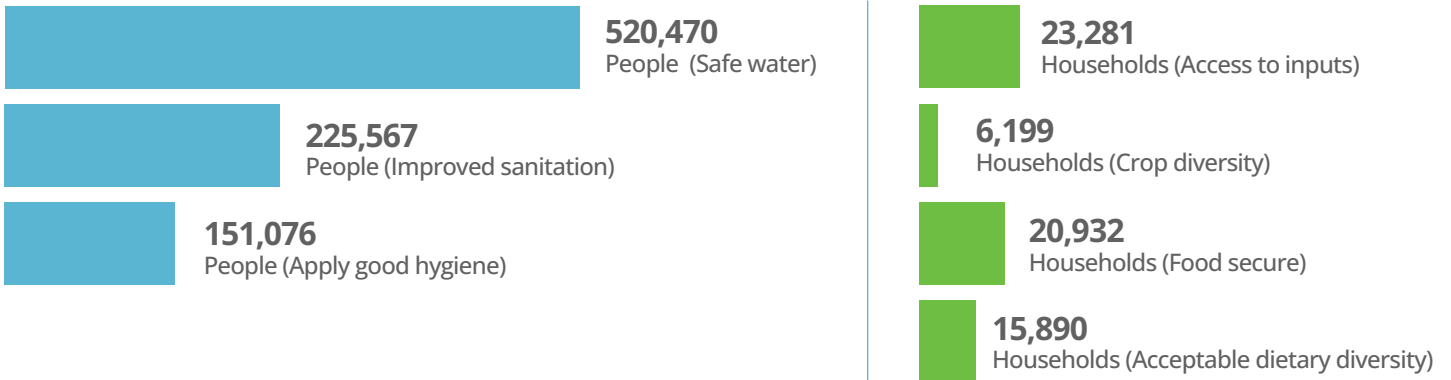 520,470
People (Safe water)
225,567
People (Improved sanitation)
151,076
People (Apply good hygiene)
23,281
Households (Access to inputs)
6,199
Households (Crop diversity)
20,932
Households (Food secure)
15,890
Households (Acceptable dietary diversity)